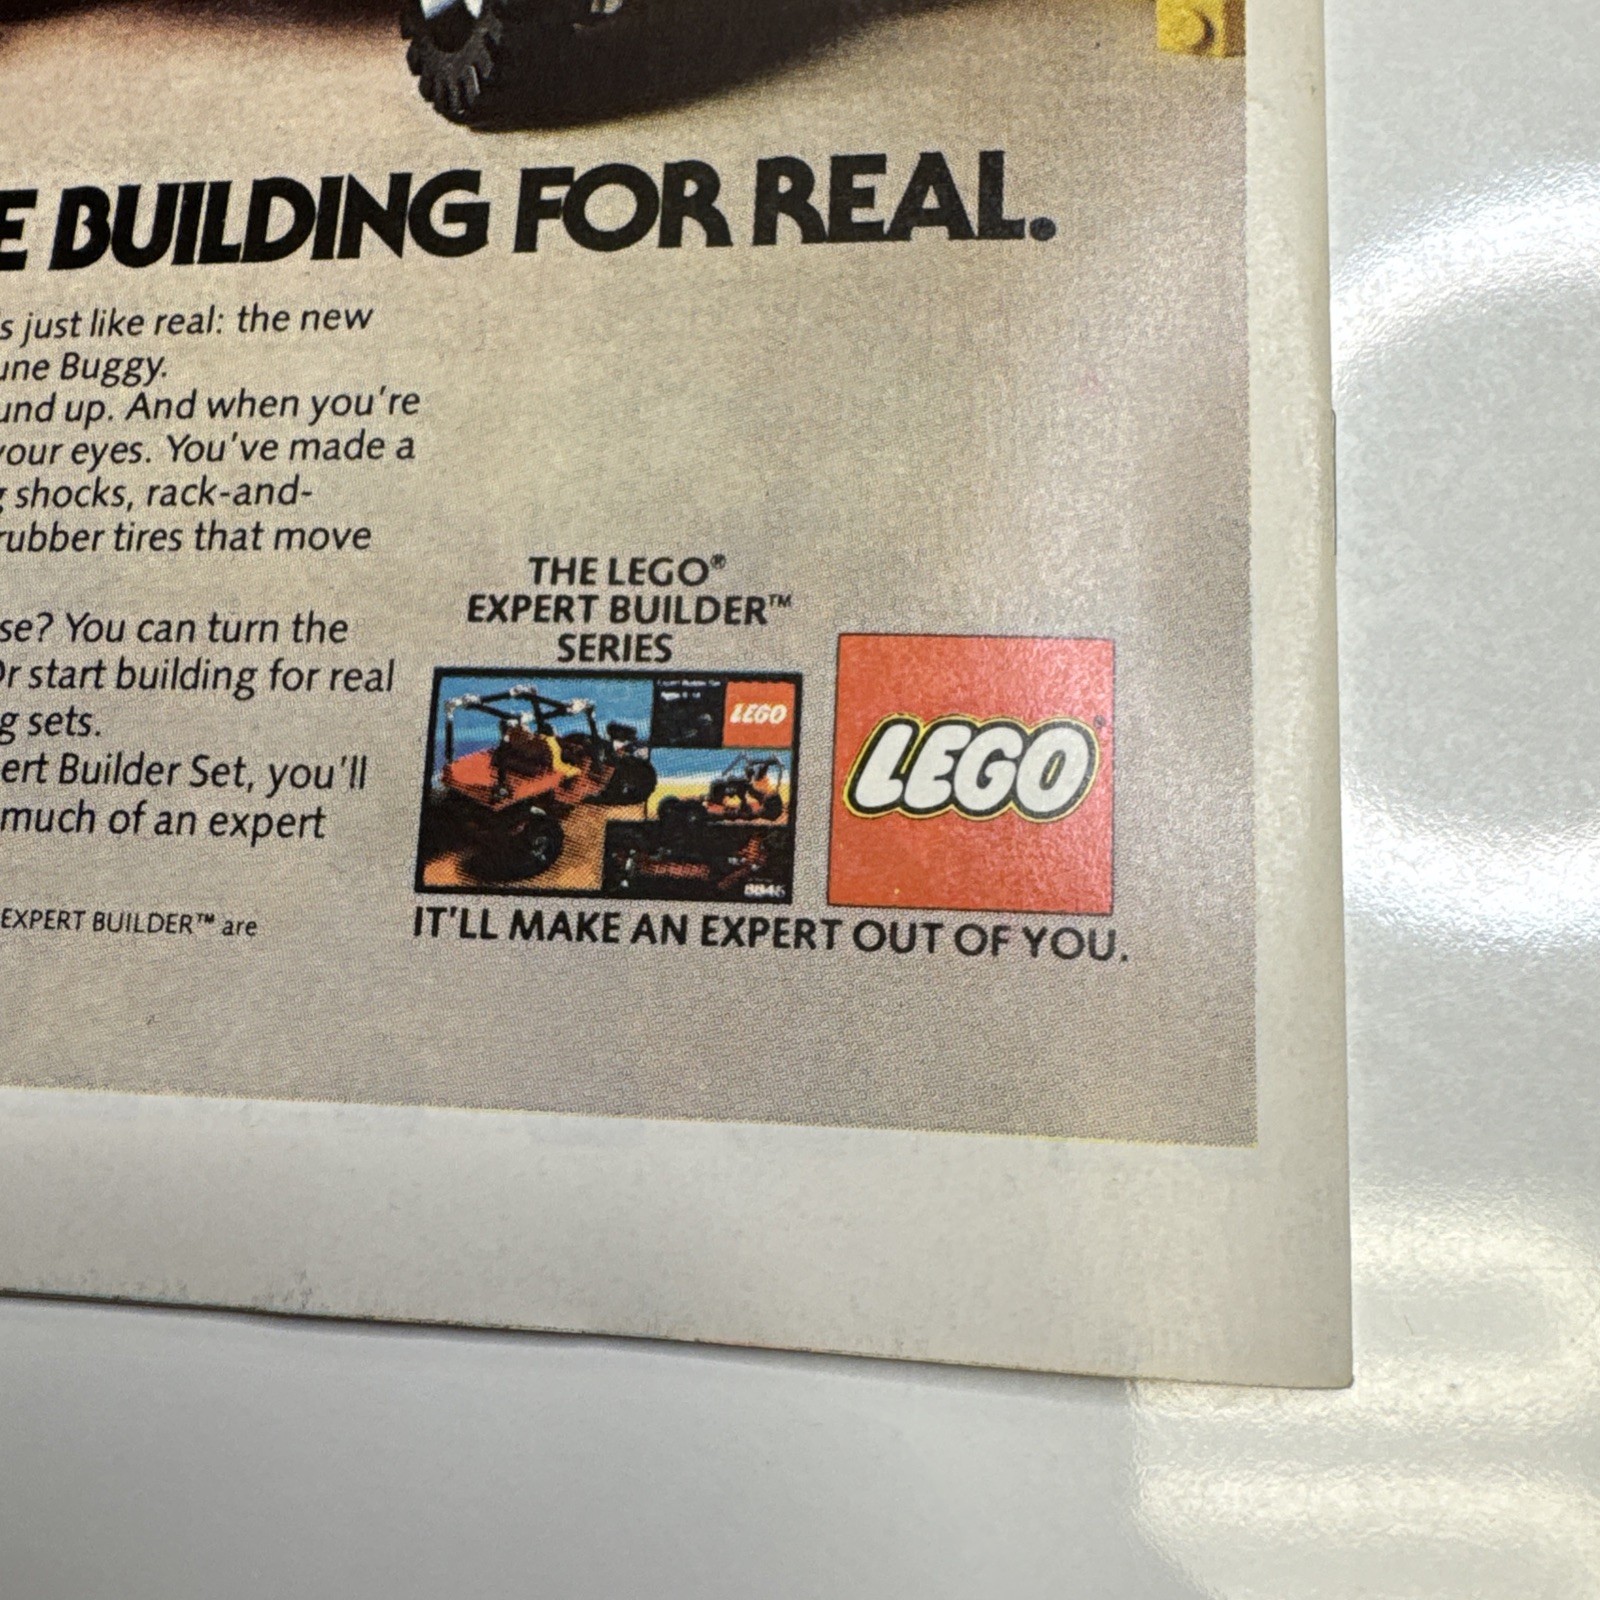 E BUILDING FOR REAL.
s just like real: the new
une Buggy.
und up. And when you're
your eyes. You've made a
g shocks, rack-and-
rubber tires that move
se? You can turn the
Or start building for real
g sets.
ert Builder Set, you'll
much of an expert
EXPERT BUILDER™ are
THE LEGO®
EXPERT BUILDER™
SERIES
LEGO
LEGO®
IT'LL MAKE AN EXPERT OUT OF YOU.